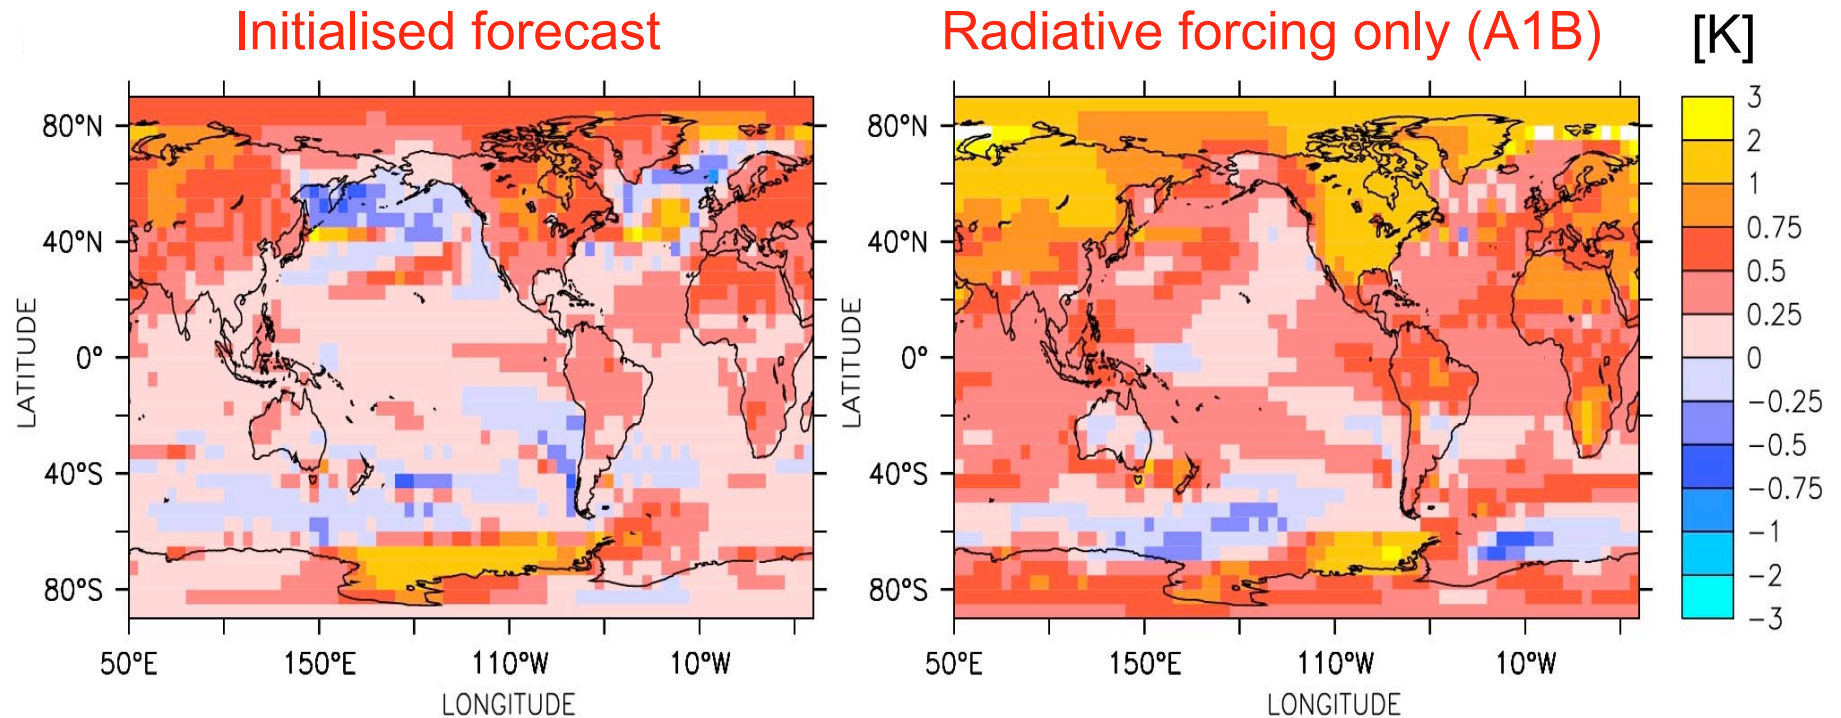 Initialised forecast
Radiative forcing only (A1B)
[K]
80°N
40°N
0°
40°S
80°S
LATITUDE
50°E
150°E
110°W
10°W
LONGITUDE
80°N
40°N
0°
40°S
80°S
LATITUDE
50°E
150°E
110°W
10°W
LONGITUDE
3
2
1
0.75
0.5
0.25
0
−0.25
−0.5
−0.75
−1
−2
−3